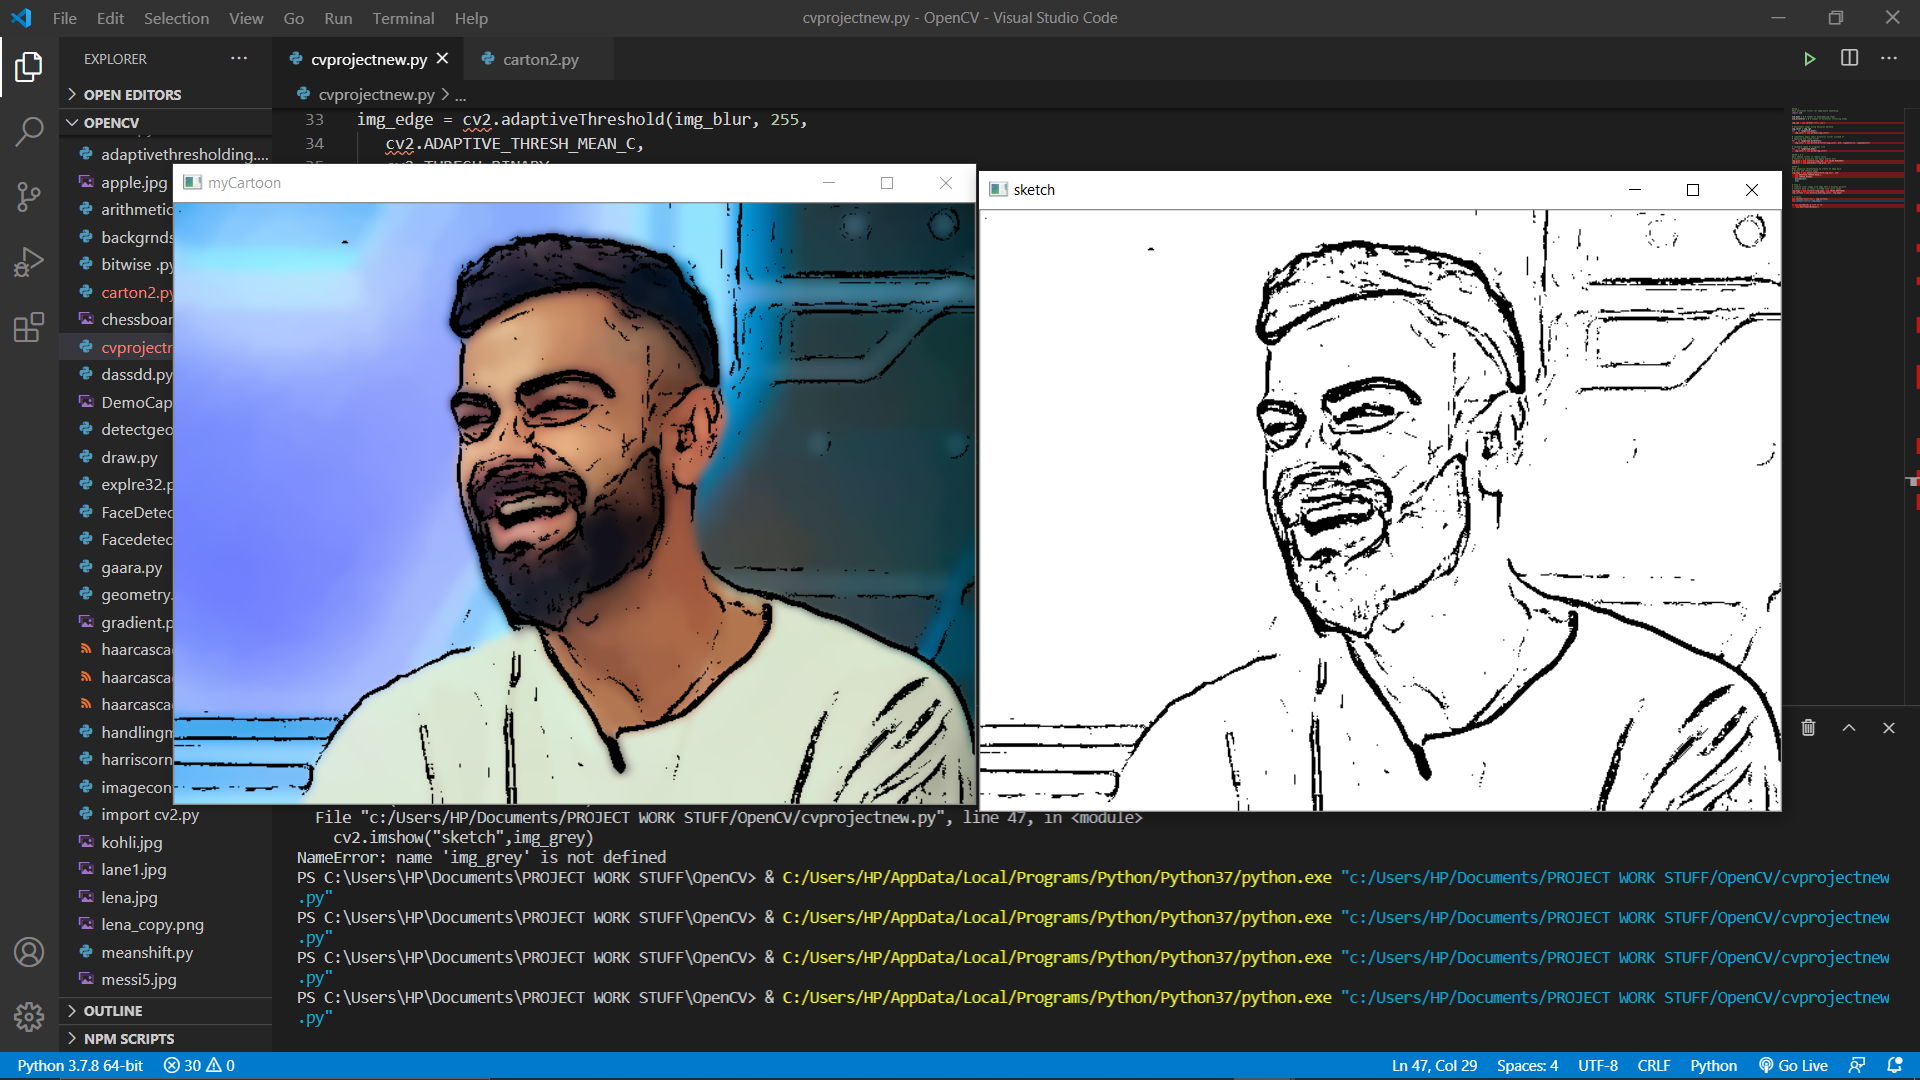 File Edit Selection View Go Run Terminal Help
cvprojectnew.py - OpenCV - Visual Studio Code
EXPLORER
cvprojectnew.py
carton2.py
OPEN EDITORS
cvprojectnew.py > ...
OPENCV
33 img_edge = cv2.adaptiveThreshold(img_blur, 255,
34 cv2.ADAPTIVE_THRESH_MEAN_C,
adaptivethresholding....
apple.jpg
arithmetic
backgrnds
bitwise .py
carton2.py
chessboar
cvprojectn
dassdd.py
DemoCap
detectgeo
draw.py
explre32.p
FaceDetec
Facedetec
gaara.py
geometry.
gradient.p
haarcasca
haarcasca
haarcasca
handlingm
harriscorn
imagecon
import cv2.py
kohli.jpg
lane1.jpg
lena.jpg
lena_copy.png
meanshift.py
messi5.jpg
OUTLINE
NPM SCRIPTS
myCartoon
sketch
File "c:/Users/HP/Documents/PROJECT WORK STUFF/OpenCV/cvprojectnew.py", line 47, in <module>
cv2.imshow("sketch",img_grey)
NameError: name 'img_grey' is not defined
PS C:\Users\HP\Documents\PROJECT WORK STUFF\OpenCV> & C:/Users/HP/AppData/Local/Programs/Python/Python37/python.exe "c:/Users/HP/Documents/PROJECT WORK STUFF/OpenCV/cvprojectnew
.py"
PS C:\Users\HP\Documents\PROJECT WORK STUFF\OpenCV> & C:/Users/HP/AppData/Local/Programs/Python/Python37/python.exe "c:/Users/HP/Documents/PROJECT WORK STUFF/OpenCV/cvprojectnew
.py"
PS C:\Users\HP\Documents\PROJECT WORK STUFF\OpenCV> & C:/Users/HP/AppData/Local/Programs/Python/Python37/python.exe "c:/Users/HP/Documents/PROJECT WORK STUFF/OpenCV/cvprojectnew
.py"
PS C:\Users\HP\Documents\PROJECT WORK STUFF\OpenCV> & C:/Users/HP/AppData/Local/Programs/Python/Python37/python.exe "c:/Users/HP/Documents/PROJECT WORK STUFF/OpenCV/cvprojectnew
.py"
Python 3.7.8 64-bit 30 0 Ln 47, Col 29 Spaces: 4 UTF-8 CRLF Python Go Live